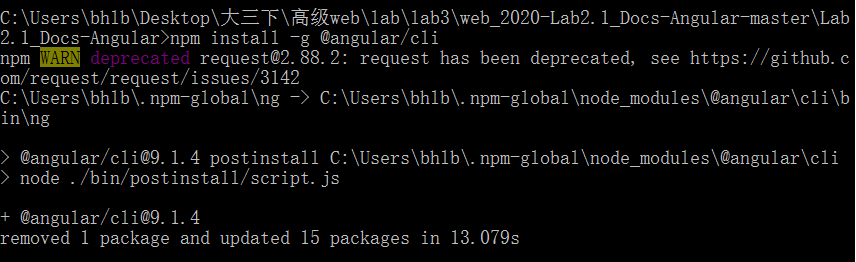 C:\Users\bhlb\Desktop\大三下\高级web\lab\lab3\web_2020-Lab2.1_Docs-Angular-master\Lab
2.1_Docs-Angular>npm install -g @angular/cli
npm WARN deprecated request@2.88.2: request has been deprecated, see https://github.c
om/request/request/issues/3142
C:\Users\bhlb\.npm-global\ng -> C:\Users\bhlb\.npm-global\node_modules\@angular\cli\b
in\ng
> @angular/cli@9.1.4 postinstall C:\Users\bhlb\.npm-global\node_modules\@angular\cli
> node ./bin/postinstall/script.js
+ @angular/cli@9.1.4
removed 1 package and updated 15 packages in 13.079s